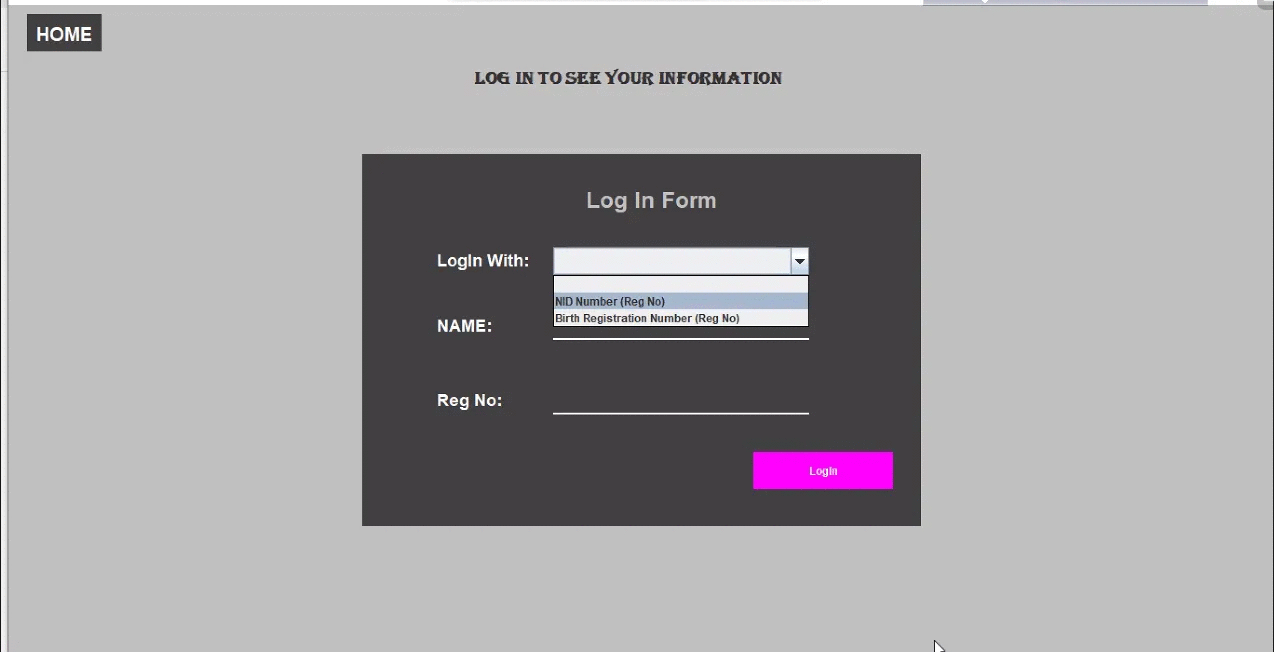 HOME
LOG IN TO SEE YOUR INFORMATION
Log In Form
LogIn With:
NID Number (Reg No)
Birth Registration Number (Reg No)
NAME:
Reg No:
LogIn